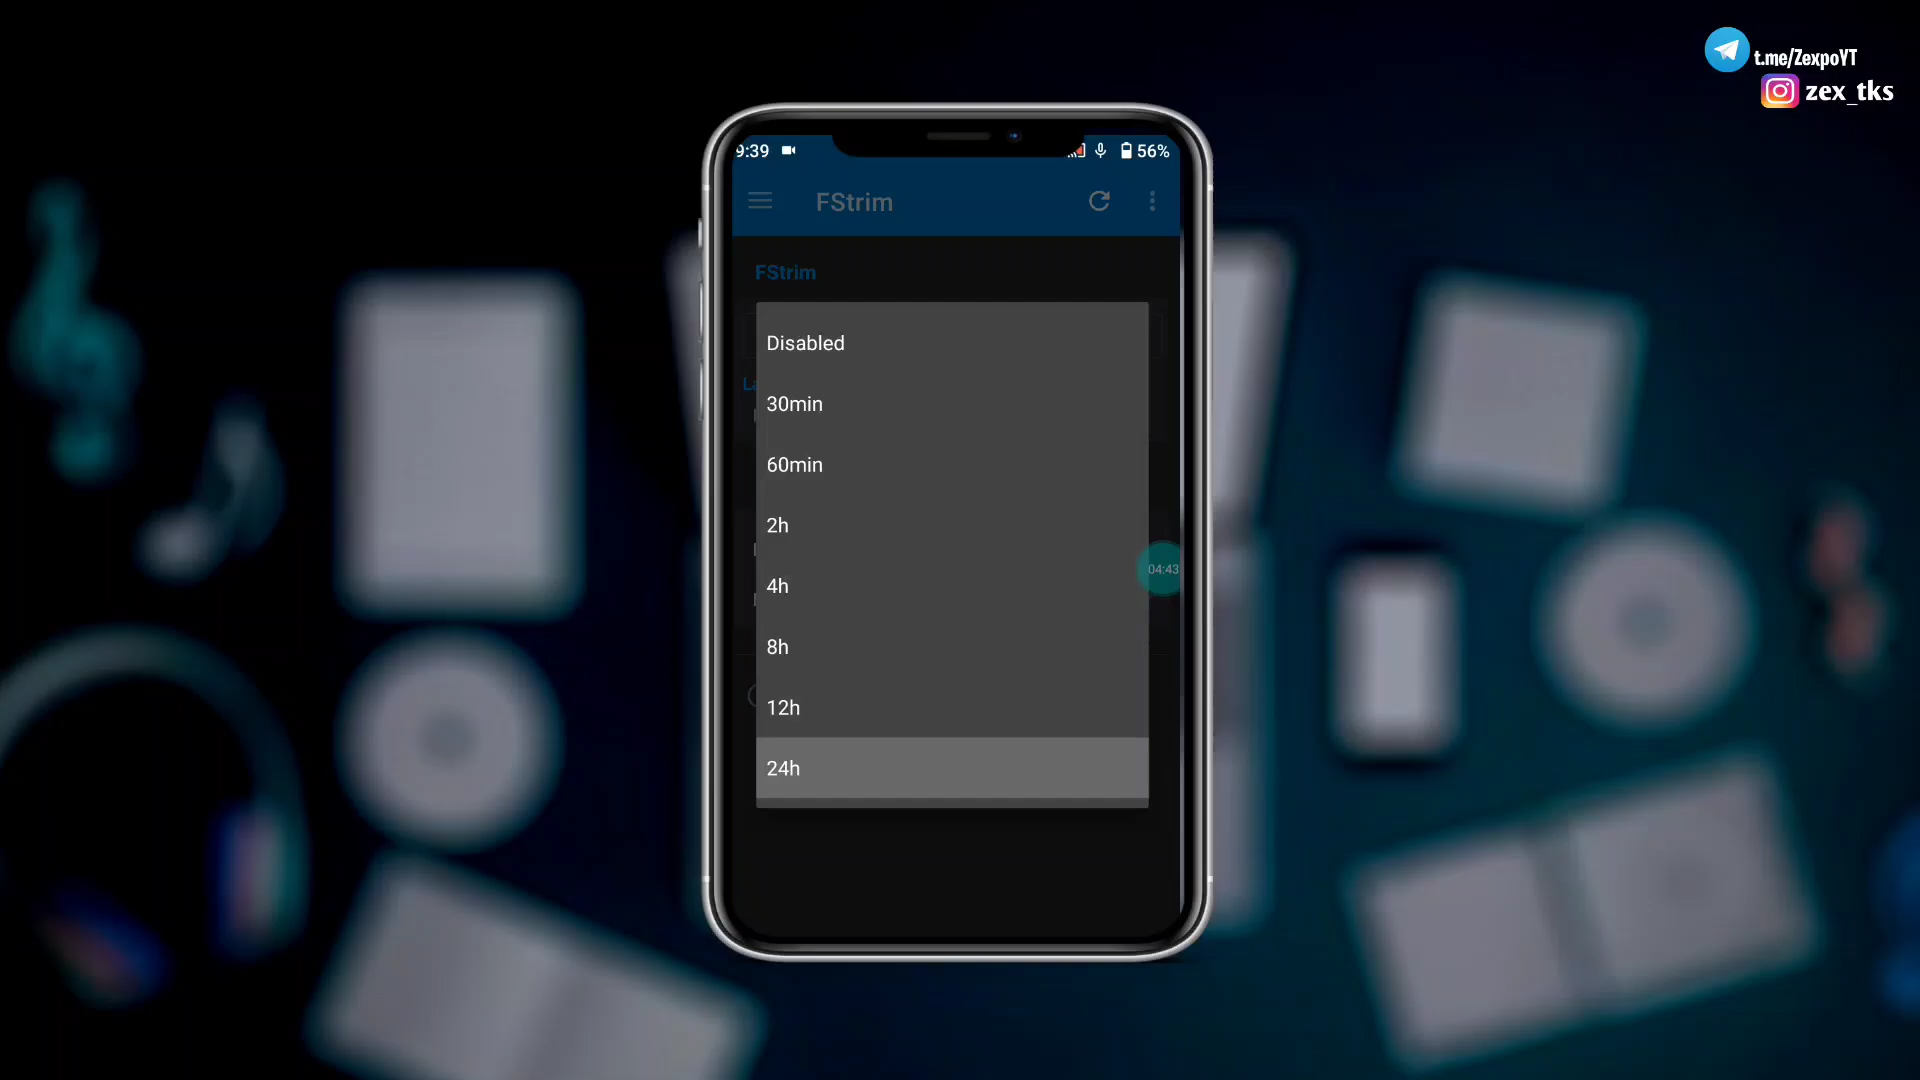 t.me/ZexpoYT
zex_tks
9:39
56%
FStrim
FStrim
Disabled
30min
60min
2h
4h
04:43
8h
12h
24h